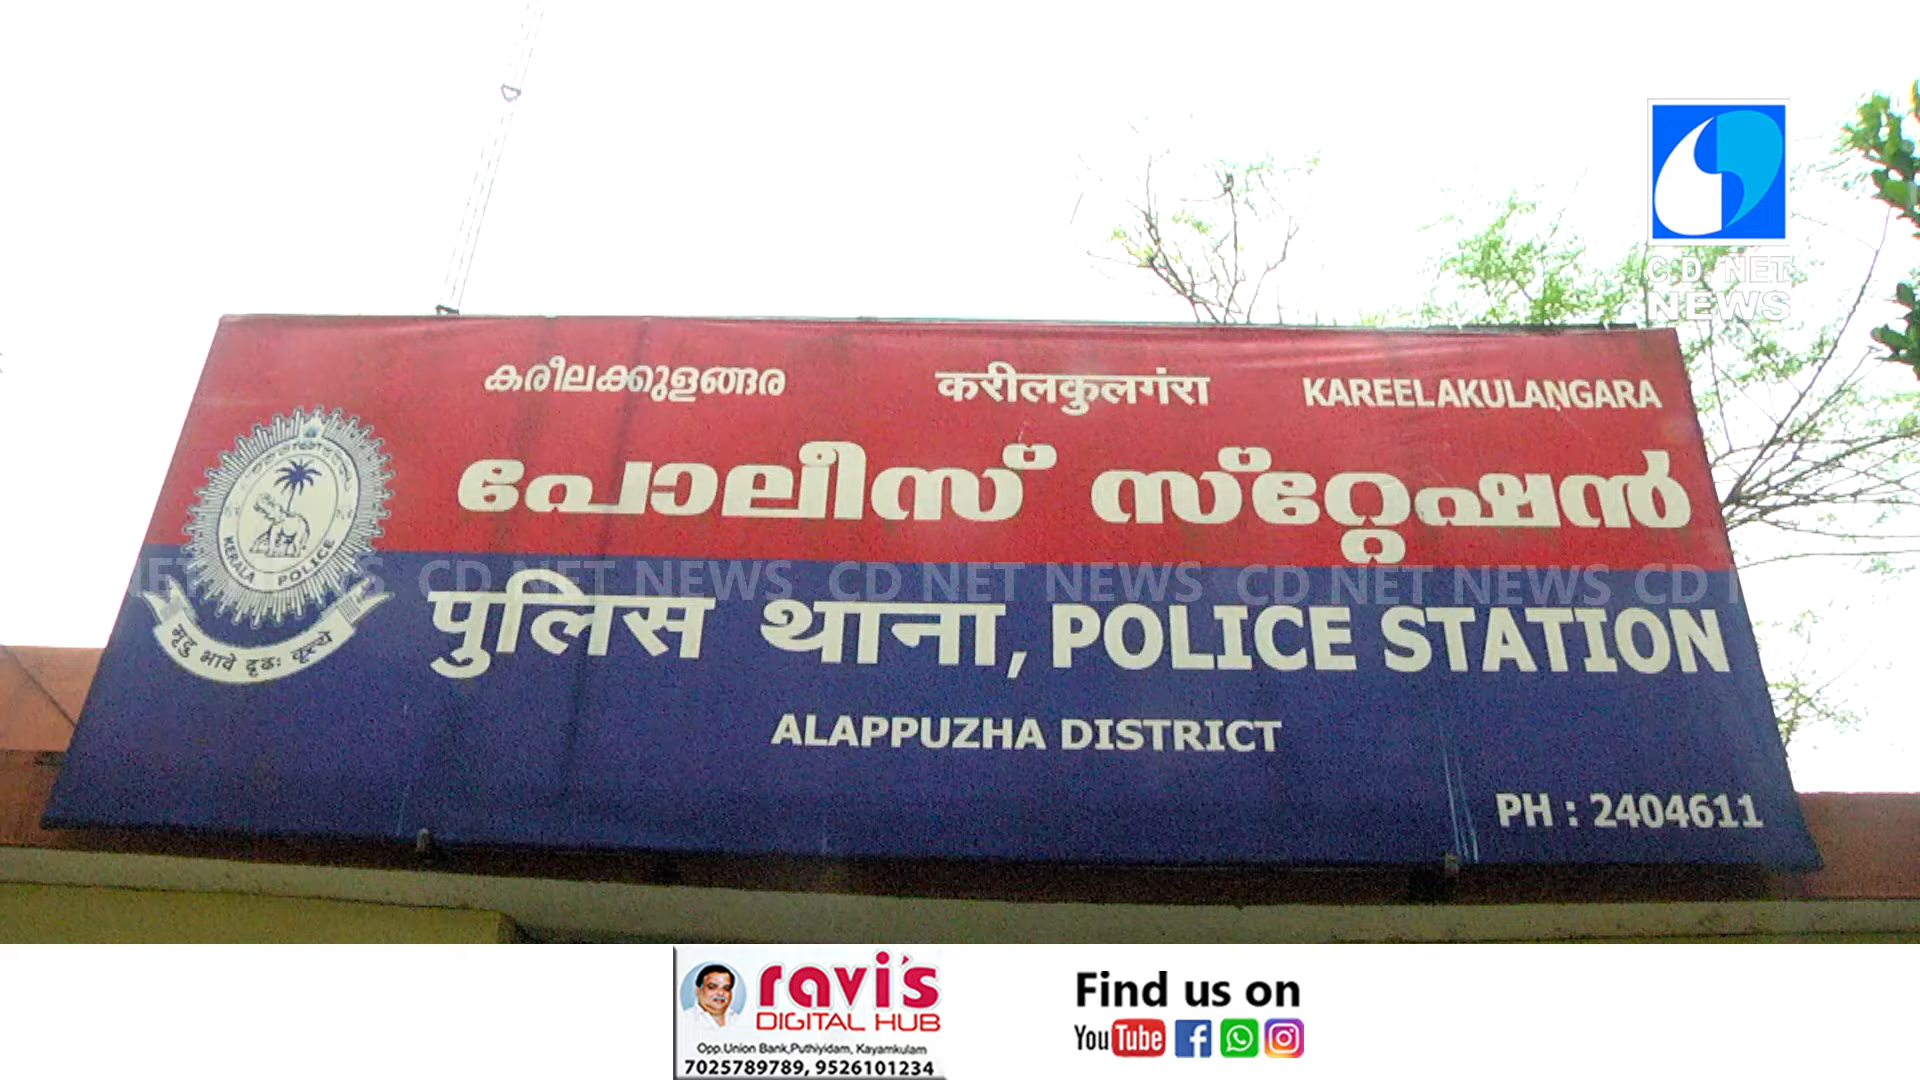 C.D. NET
NEWS
കരീലക്കുളങ്ങര करीलकुलगंरा KAREELAKULANGARA
പോലീസ് സ്റ്റേഷൻ
KERALA POLICE
CD NET NEWS CD NET NEWS CD NET NEWS CD N
मृदु भावे दृढः कृत्ये
पुलिस थाना, POLICE STATION
ALAPPUZHA DISTRICT
PH : 2404611
ravi's
DIGITAL HUB
Opp.Union Bank,Puthiyidam, Kayamkulam
7025789789, 9526101234
Find us on
YouTube